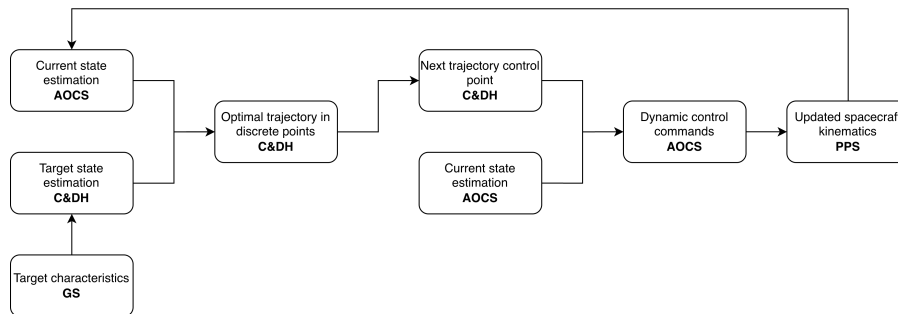 Current state
estimation
AOCS
Target state
estimation
C&DH
Target characteristics
GS
Optimal trajectory in
discrete points
C&DH
Next trajectory control
point
C&DH
Current state
estimation
AOCS
Dynamic control
commands
AOCS
Updated spacecraft
kinematics
PPS